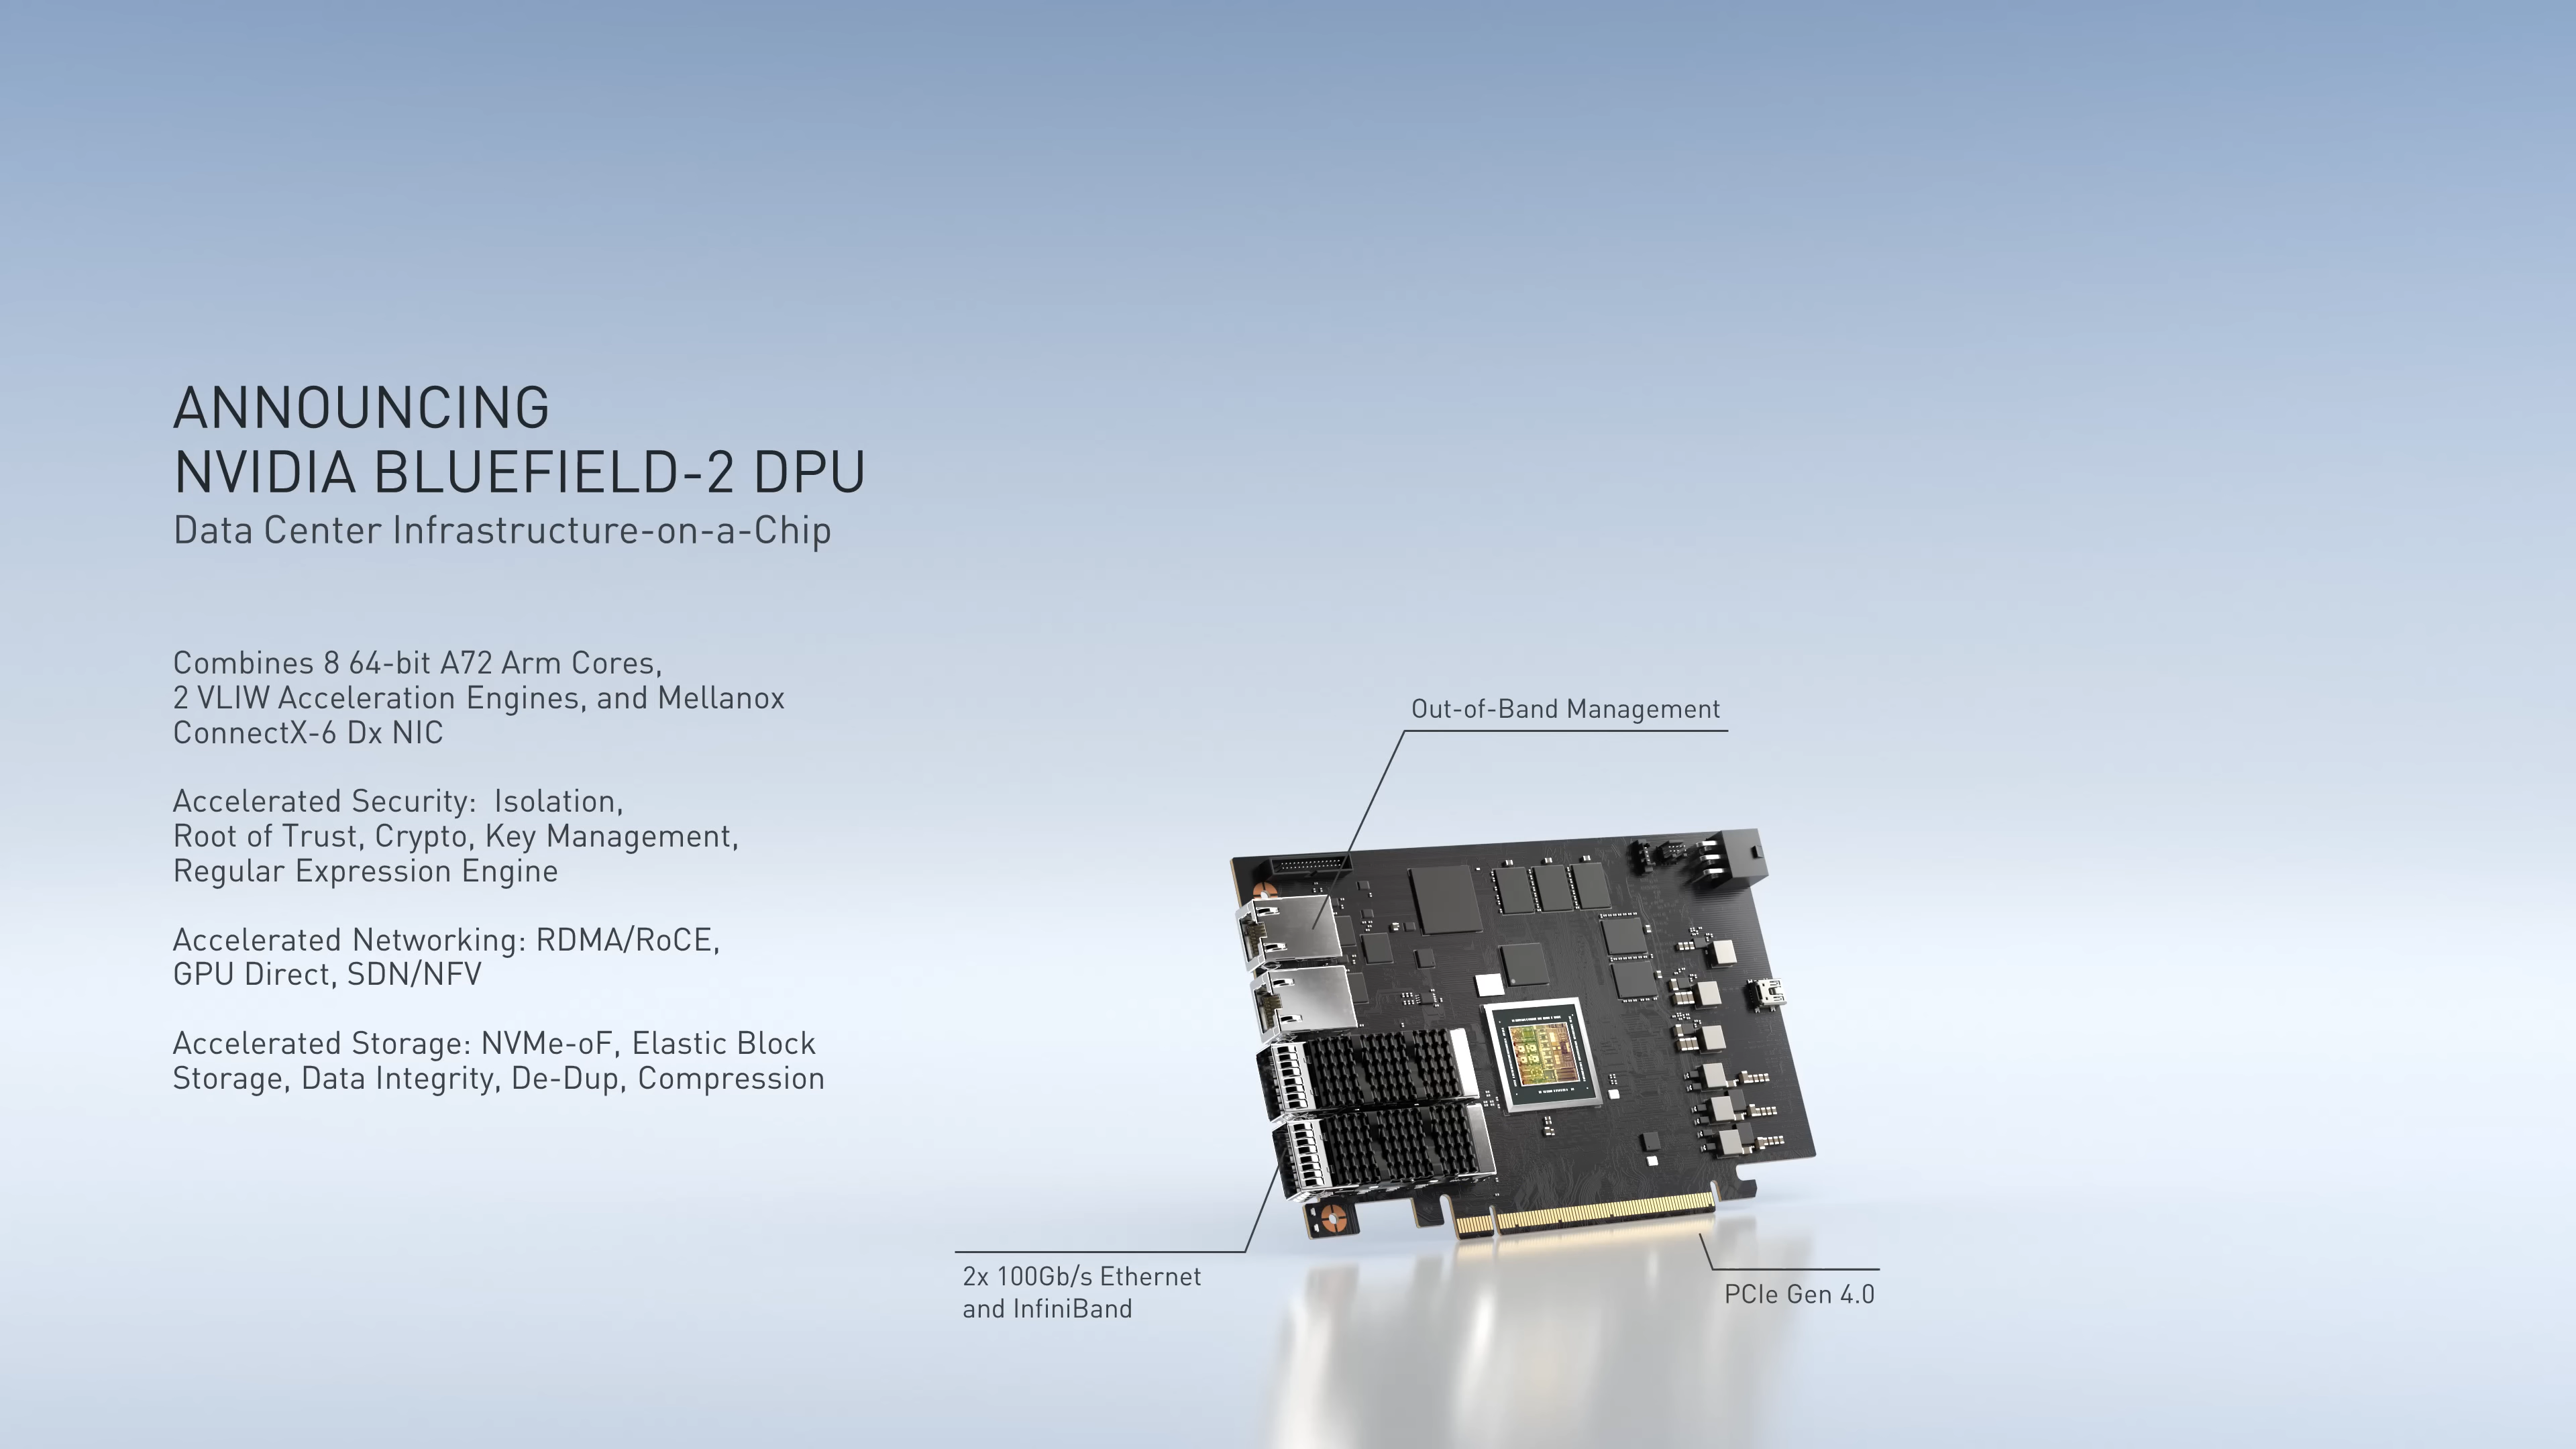 ANNOUNCING
NVIDIA BLUEFIELD-2 DPU
Data Center Infrastructure-on-a-Chip
Combines 8 64-bit A72 Arm Cores,
2 VLIW Acceleration Engines, and Mellanox
ConnectX-6 Dx NIC
Accelerated Security:  Isolation,
Root of Trust, Crypto, Key Management,
Regular Expression Engine
Accelerated Networking: RDMA/RoCE,
GPU Direct, SDN/NFV
Accelerated Storage: NVMe-oF, Elastic Block
Storage, Data Integrity, De-Dup, Compression
Out-of-Band Management
2x 100Gb/s Ethernet
and InfiniBand
PCIe Gen 4.0